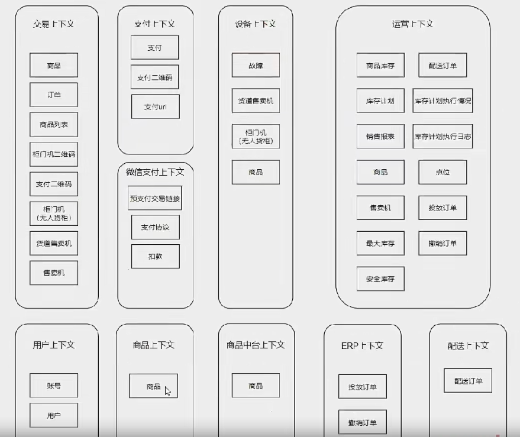 交易上下文
商品
订单
商品列表
柜门机二维码
支付二维码
柜门机
(无人货柜)
货道售卖机
售卖机
支付上下文
支付
支付二维码
支付url
微信支付上下文
预支付交易链接
支付协议
扣款
设备上下文
故障
货道售卖机
柜门机
(无人货柜)
商品
运营上下文
商品库存
配送订单
库存计划
库存计划执行情况
销售报表
库存计划执行日志
商品
点位
售卖机
投放订单
最大库存
撤销订单
安全库存
用户上下文
账号
用户
商品上下文
商品
商品中台上下文
商品
ERP上下文
投放订单
撤销订单
配送上下文
配送订单